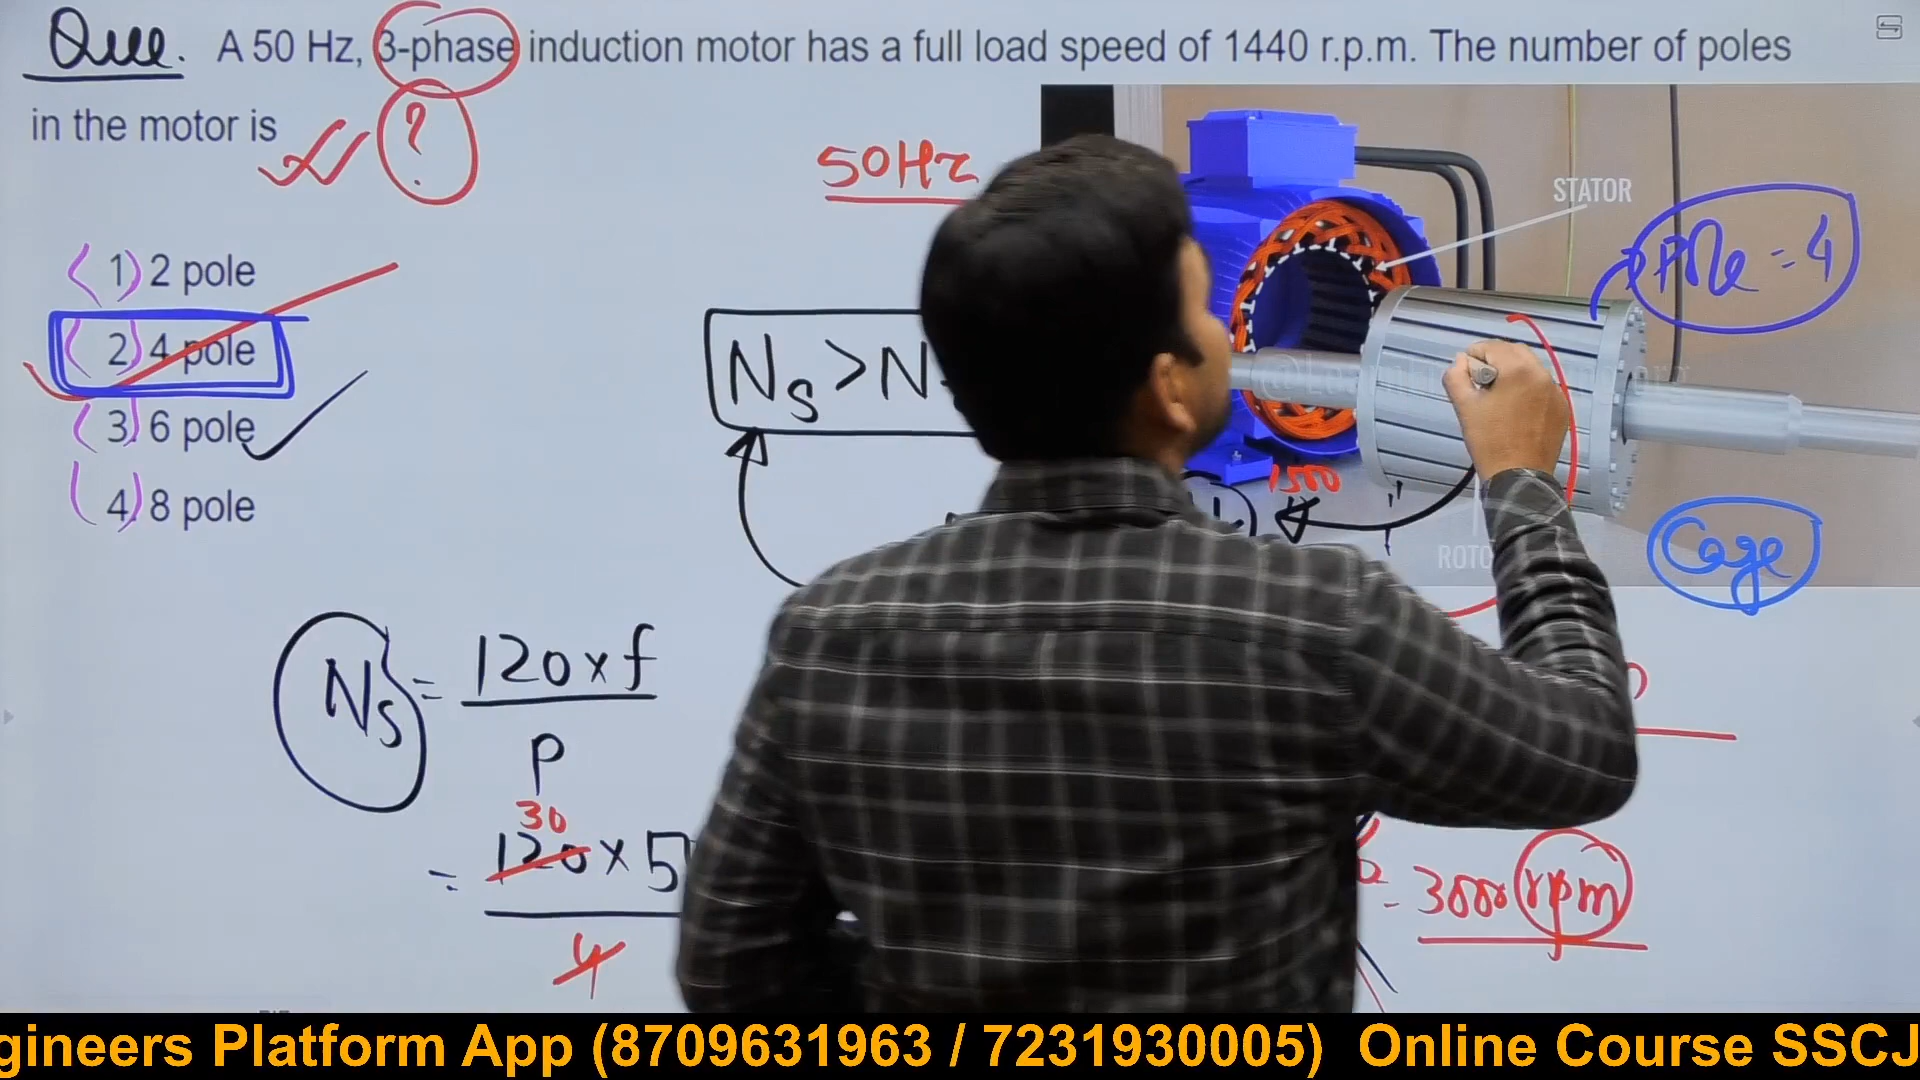 Que. A 50 Hz, 3-phase induction motor has a full load speed of 1440 r.p.m. The number of poles
in the motor is
?
50Hz
STATOR
Pole = 4
(1) 2 pole
(2) 4 pole
(3) 6 pole
(4) 8 pole
Ns > N
1500
Cage
Ns = 120 x f
P
30
= 120 x 5
4
= 3000 rpm
gineers Platform App (8709631963 / 7231930005) Online Course SSCJ